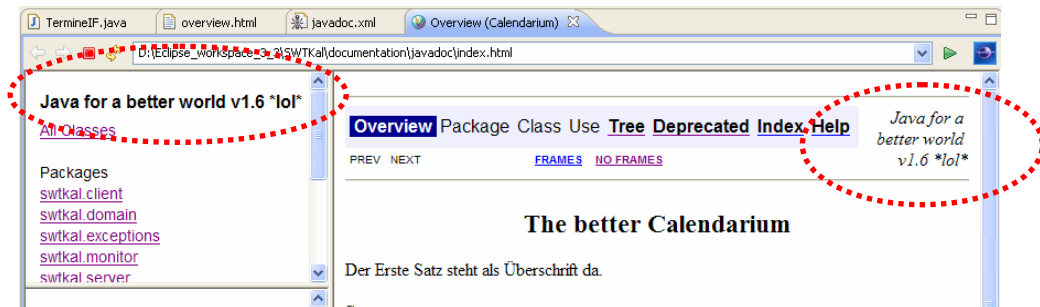 TermineIF.java overview.html javadoc.xml Overview (Calendarium)
D:\Eclipse_workspace_3_2\SWTKal\documentation\javadoc\index.html
Java for a better world v1.6 *lol*
All Classes
Packages
swtkal.client
swtkal.domain
swtkal.exceptions
swtkal.monitor
swtkal.server
Overview Package Class Use Tree Deprecated Index Help
PREV NEXT FRAMES NO FRAMES
Java for a
better world
v1.6 *lol*
The better Calendarium
Der Erste Satz steht als Überschrift da.